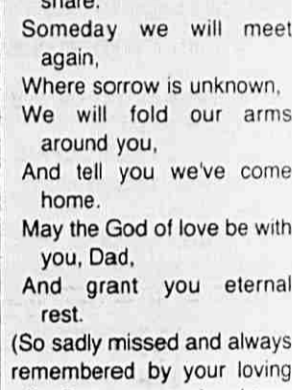 share.
Someday we will meet
again,
Where sorrow is unknown,
We will fold our arms
around you,
And tell you we've come
home.
May the God of love be with
you, Dad,
And grant you eternal
rest.
(So sadly missed and always
remembered by your loving